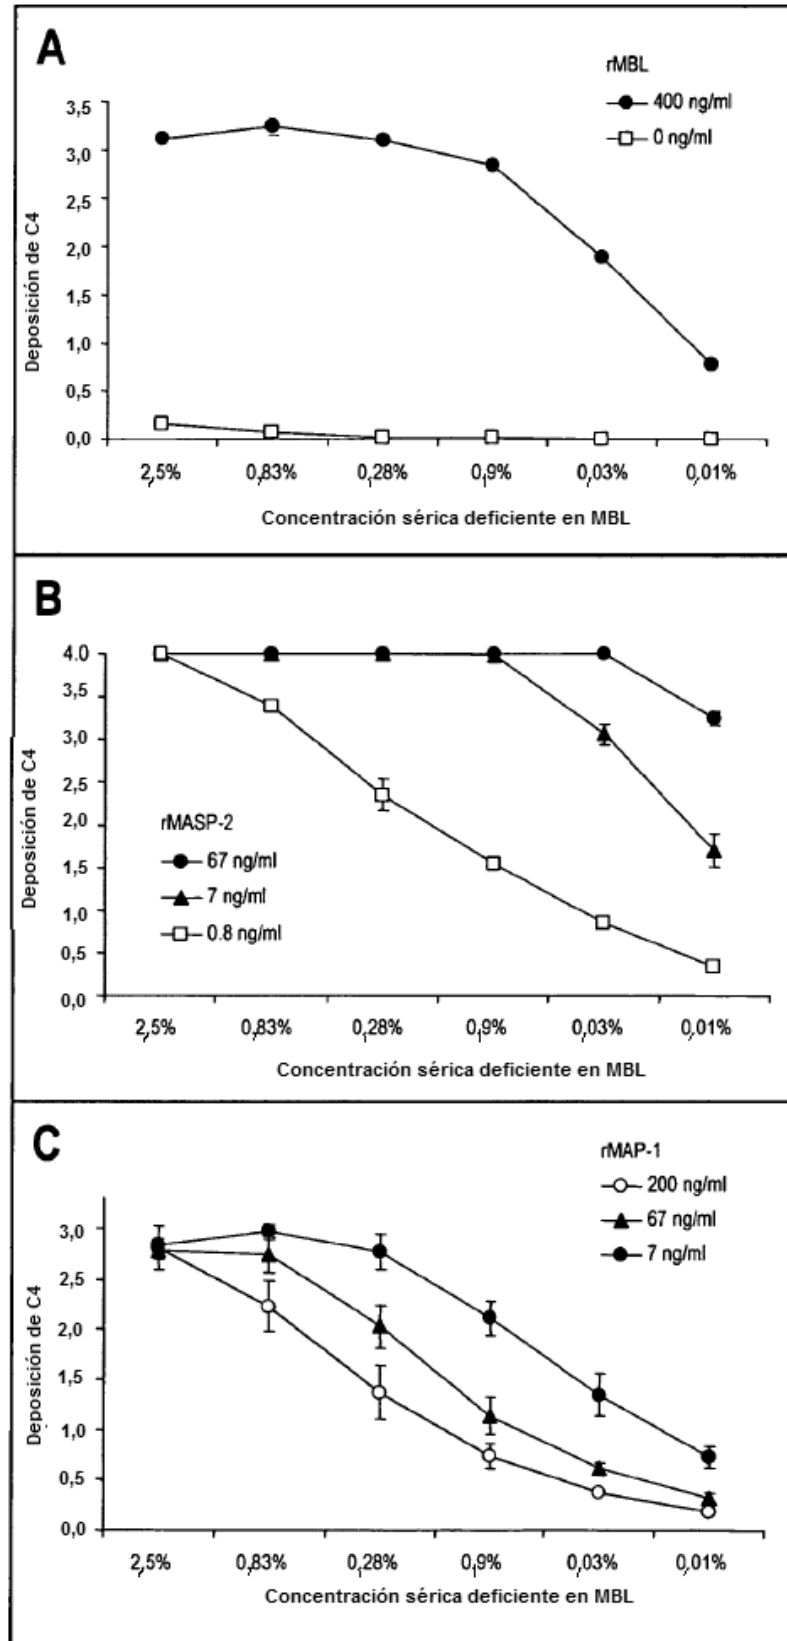 A
rMBL
400 ng/ml
0 ng/ml
Deposición de C4
3,5
3,0
2,5
2,0
1,5
1,0
0,5
0,0
2,5% 0,83% 0,28% 0,9% 0,03% 0,01%
Concentración sérica deficiente en MBL
B
Deposición de C4
4.0
3,5
3,0
2,5
2,0
1,5
1,0
0,5
0,0
rMASP-2
67 ng/ml
7 ng/ml
0.8 ng/ml
2,5% 0,83% 0,28% 0,9% 0,03% 0,01%
Concentración sérica deficiente en MBL
C
rMAP-1
200 ng/ml
67 ng/ml
7 ng/ml
Deposición de C4
3,0
2,5
2,0
1,5
1,0
0,5
0,0
2,5% 0,83% 0,28% 0,9% 0,03% 0,01%
Concentración sérica deficiente en MBL